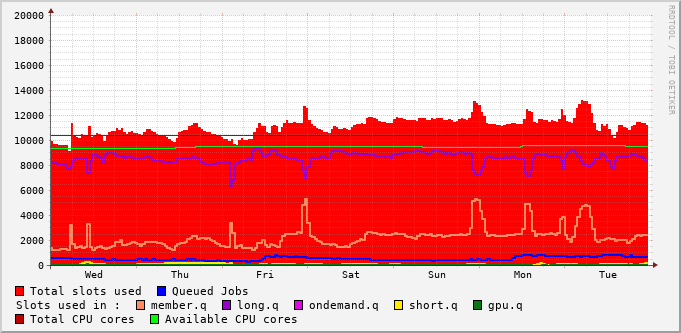 20000
18000
16000
14000
12000
10000
8000
6000
4000
2000
0
Wed Thu Fri Sat Sun Mon Tue
RRDTOOL / TOBI OETIKER
Total slots used Queued Jobs
Slots used in : member.q long.q ondemand.q short.q gpu.q
Total CPU cores Available CPU cores